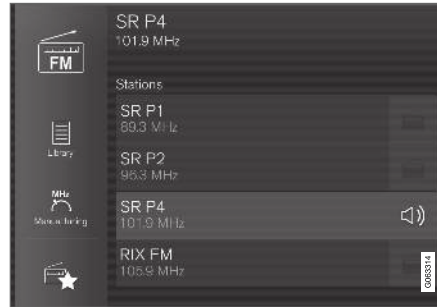 SR P4
101.9 MHz
FM
Stations
SR P1
89.3 MHz
Library
SR P2
96.3 MHz
MHz
Manual tuning
SR P4
101.9 MHz
RIX FM
105.9 MHz
G063314